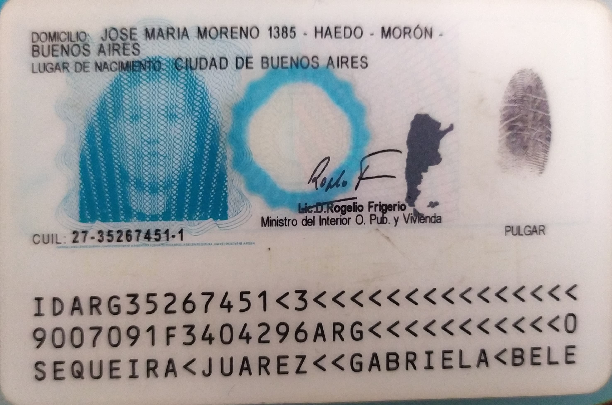 DOMICILIO: JOSE MARIA MORENO 1385 - HAEDO - MORÓN -
BUENOS AIRES
LUGAR DE NACIMIENTO: CIUDAD DE BUENOS AIRES
Lic.D.Rogelio Frigerio
Ministro del Interior O. Pub. y Vivienda
CUIL: 27-35267451-1
PULGAR
IDARG35267451<3<<<<<<<<<<<<<<<
9007091F3404296ARG<<<<<<<<<<<0
SEQUEIRA<JUAREZ<<GABRIELA<BELE